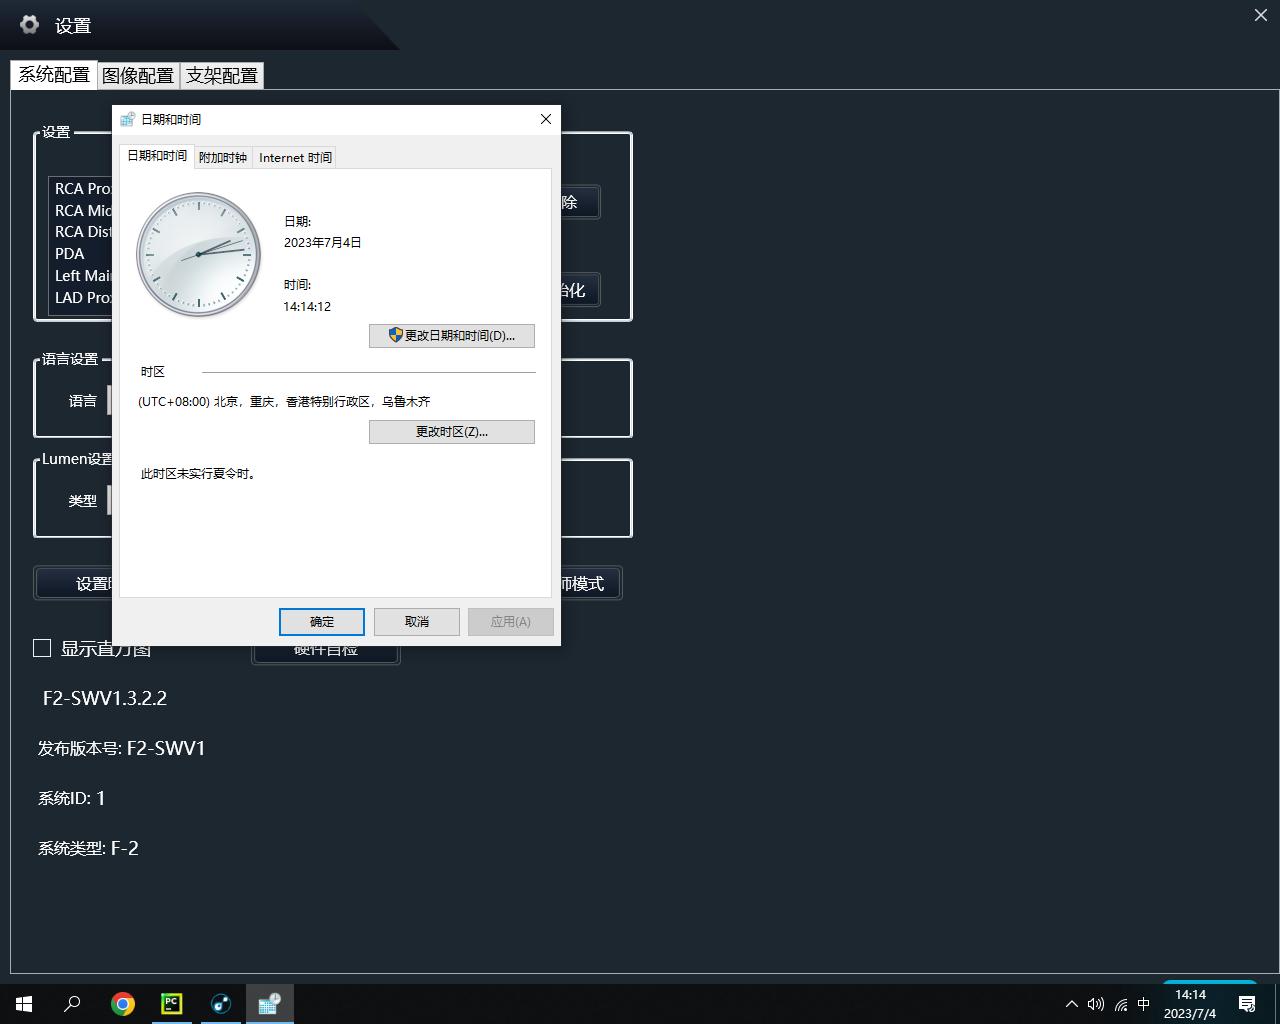 设置
系统配置 图像配置 支架配置
设置
RCA Pro
RCA Mid
RCA Dist
PDA
Left Mai
LAD Pro
除
始化
语言设置
语言
Lumen设置
类型
设置
师模式
显示直方图
硬件自检
F2-SWV1.3.2.2
发布版本号: F2-SWV1
系统ID: 1
系统类型: F-2
日期和时间
日期和时间 附加时钟 Internet 时间
日期:
2023年7月4日
时间:
14:14:12
更改日期和时间(D)...
时区
(UTC+08:00) 北京，重庆，香港特别行政区，乌鲁木齐
更改时区(Z)...
此时区未实行夏令时。
确定 取消 应用(A)
PC
中
14:14
2023/7/4